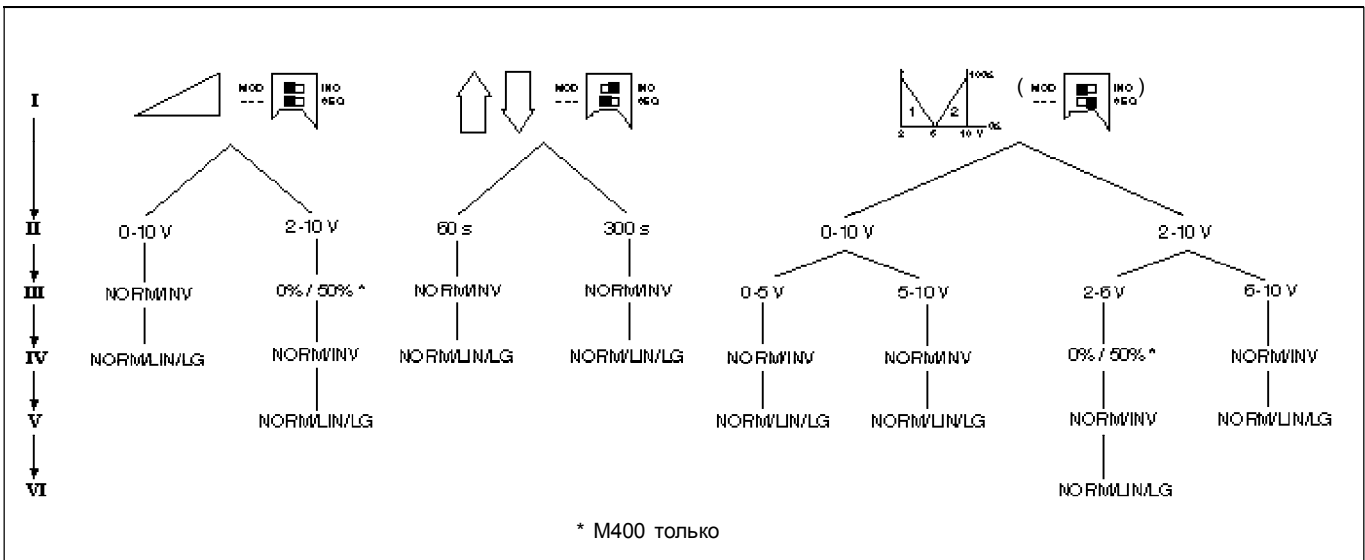 I MOD INC --- SEQ MOD INC --- SEQ 100% 1 2 2 6 10 V 0% ( MOD INC ) --- SEQ
II 0-10 V 2-10 V 60 s 300 s 0-10 V 2-10 V
III NORM/INV 0% / 50% * NORM/INV NORM/INV 0-5 V 5-10 V 2-6 V 6-10 V
IV NORM/LIN/LG NORM/INV NORM/LIN/LG NORM/LIN/LG NORM/INV NORM/INV 0% / 50% * NORM/INV
V NORM/LIN/LG NORM/LIN/LG NORM/LIN/LG NORM/INV NORM/LIN/LG
VI NORM/LIN/LG
* M400 только